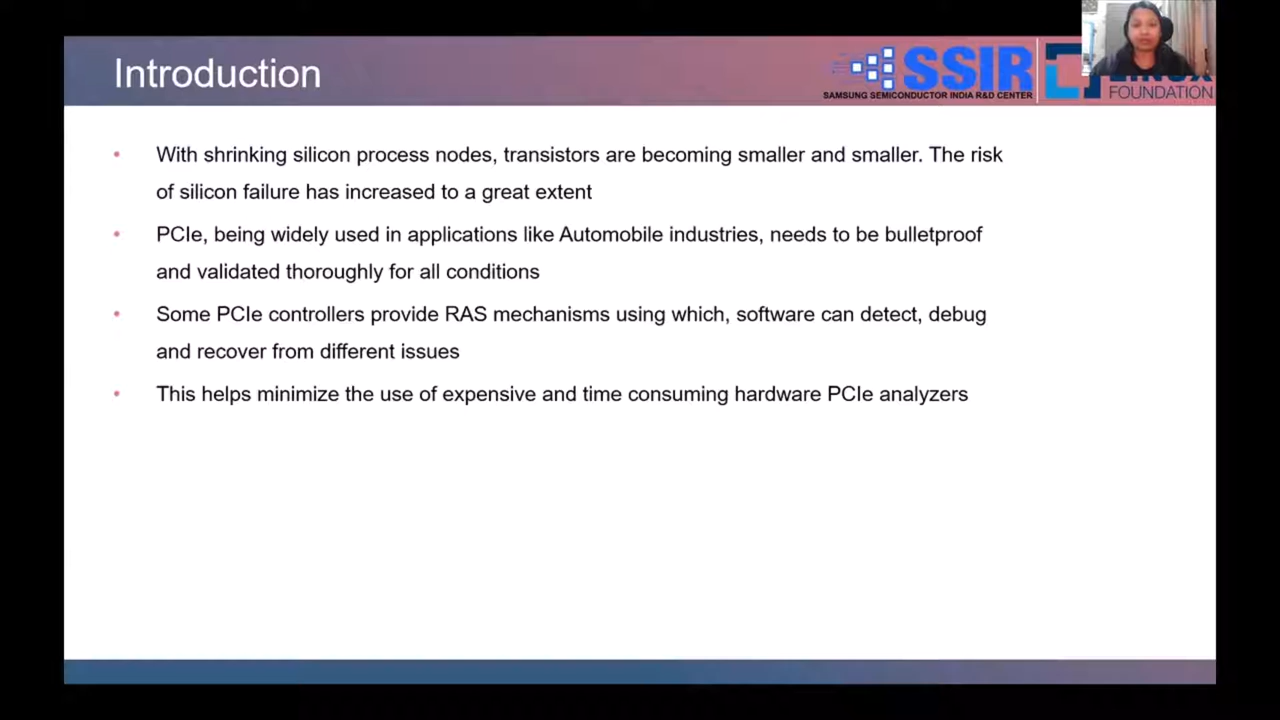 Introduction
SSIR
SAMSUNG SEMICONDUCTOR INDIA R&D CENTER
FOUNDATION
• With shrinking silicon process nodes, transistors are becoming smaller and smaller. The risk
of silicon failure has increased to a great extent
• PCIe, being widely used in applications like Automobile industries, needs to be bulletproof
and validated thoroughly for all conditions
• Some PCIe controllers provide RAS mechanisms using which, software can detect, debug
and recover from different issues
• This helps minimize the use of expensive and time consuming hardware PCIe analyzers